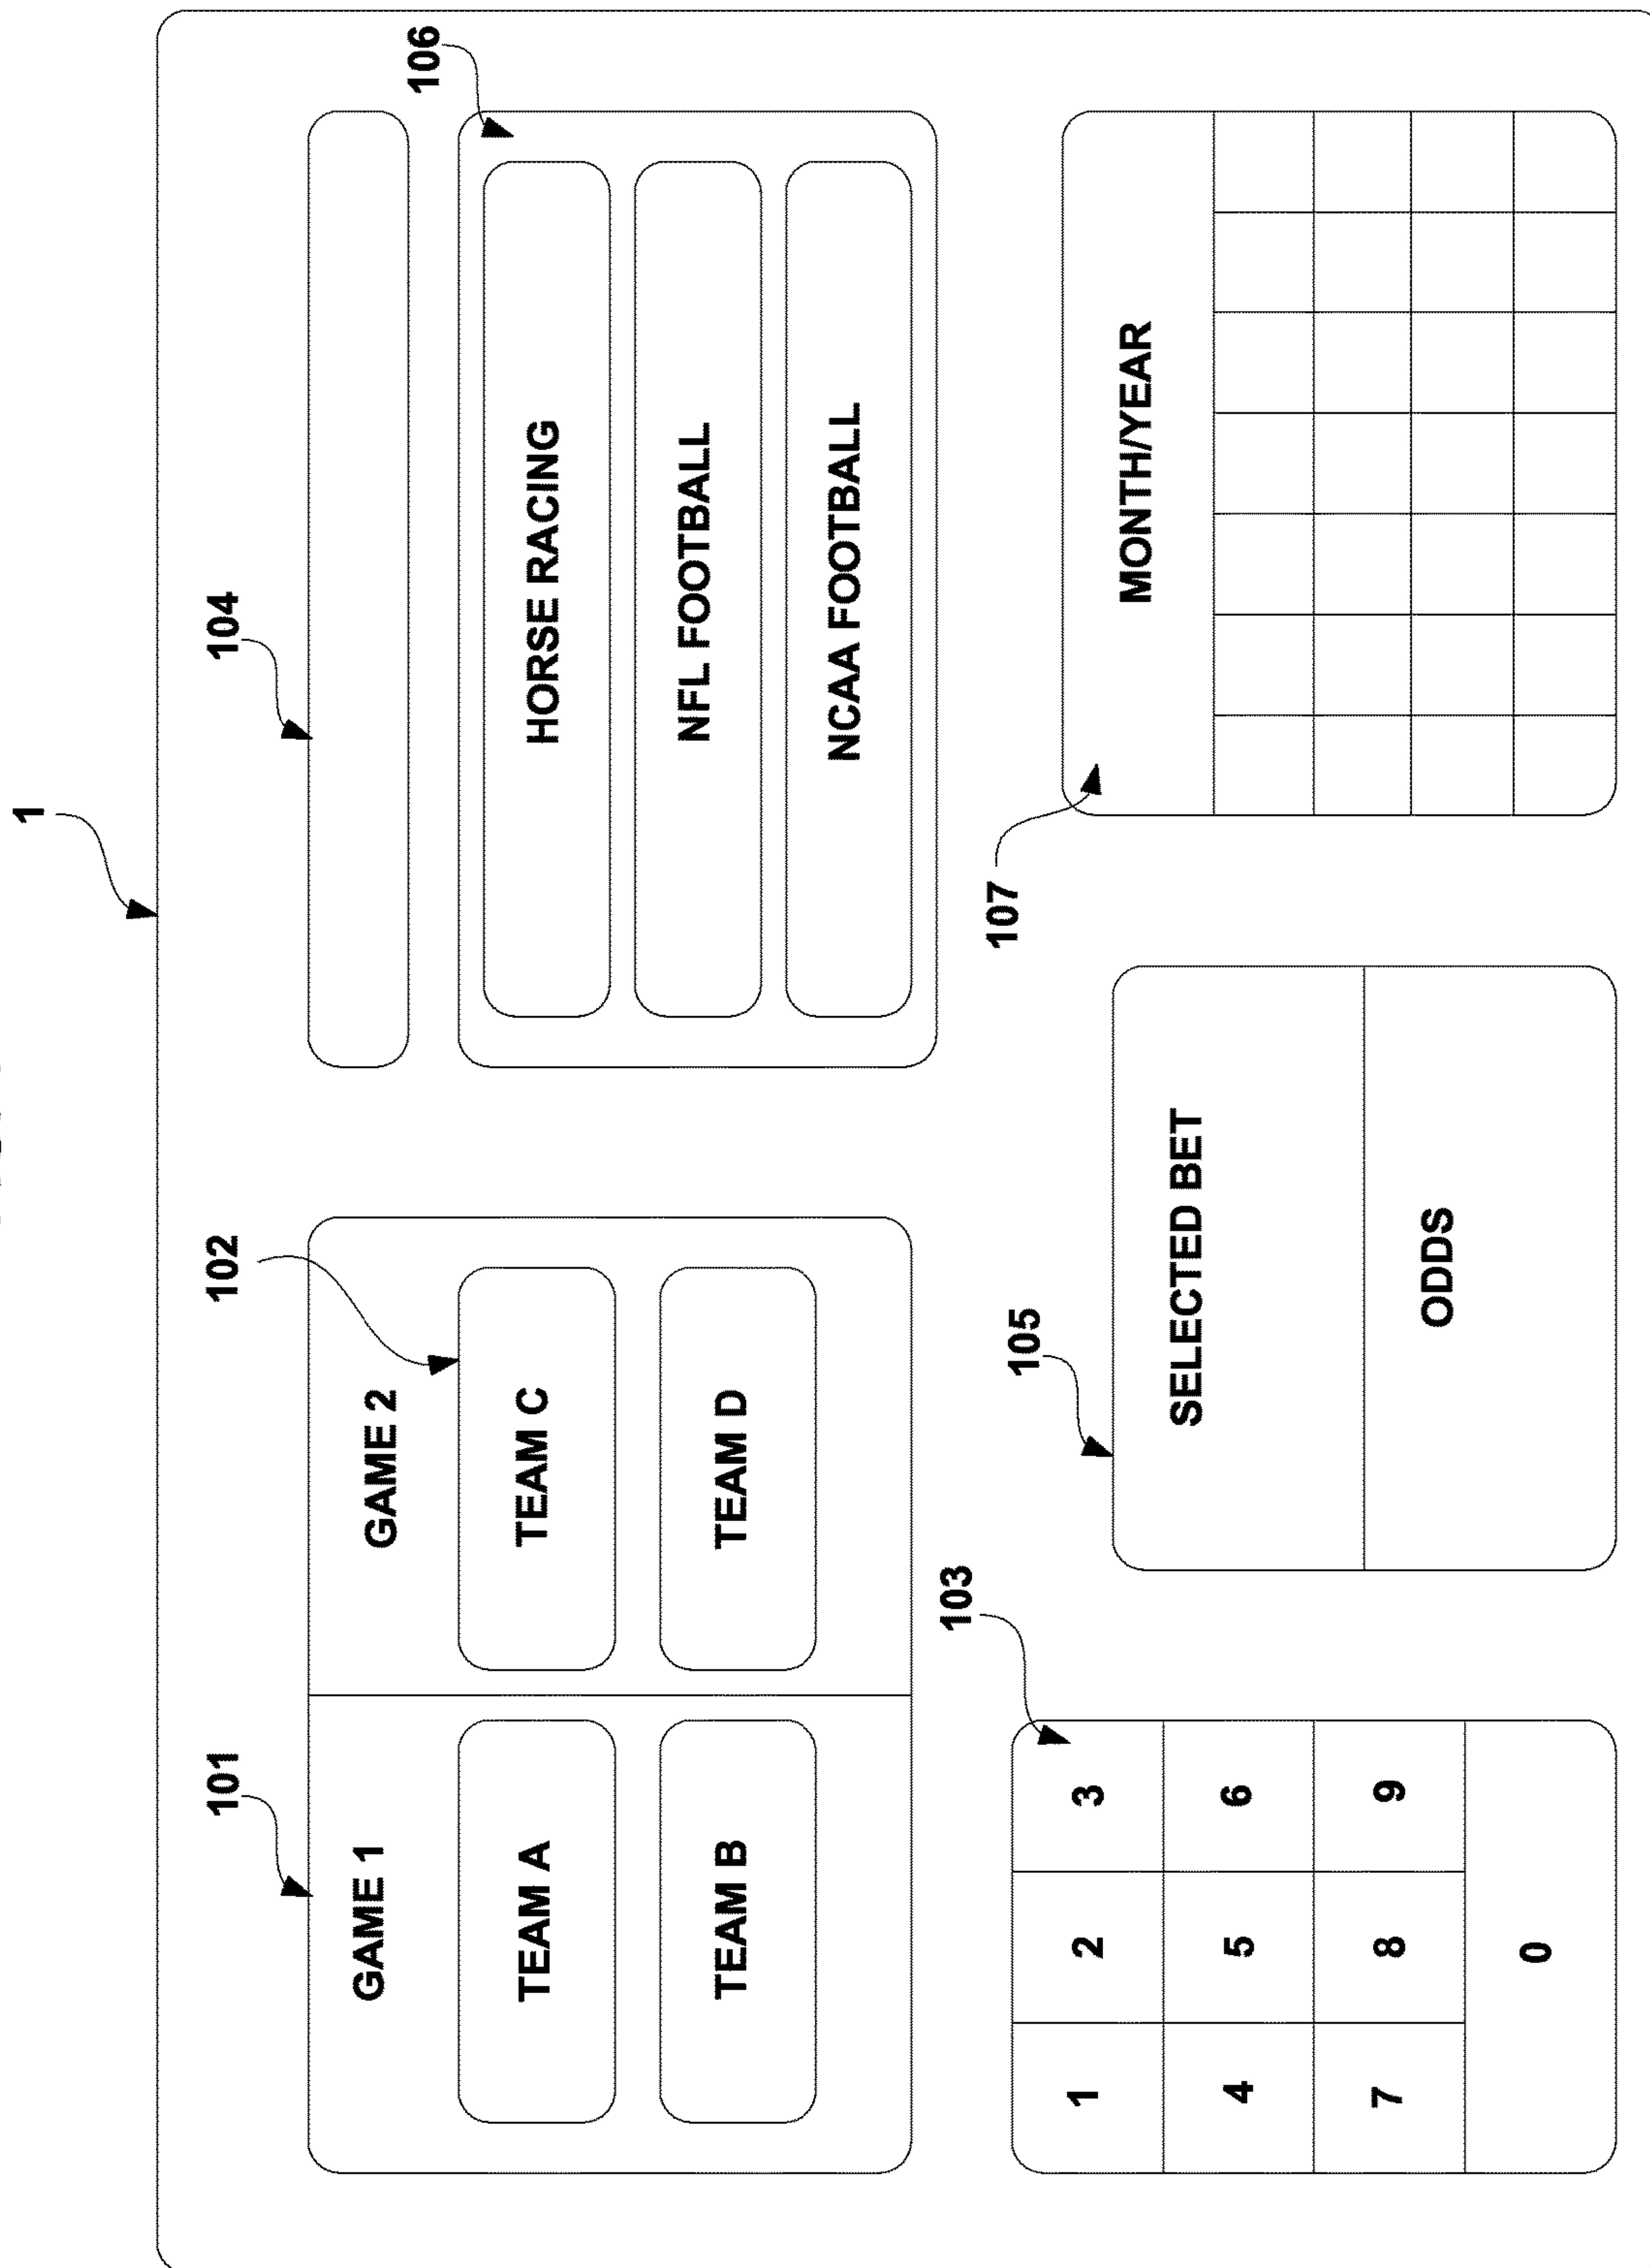 1
101
102
104
GAME 1
GAME 2
TEAM A
TEAM C
TEAM B
TEAM D
106
HORSE RACING
NFL FOOTBALL
NCAA FOOTBALL
103
1 2 3
4 5 6
7 8 9
0
105
SELECTED BET
ODDS
107
MONTH/YEAR